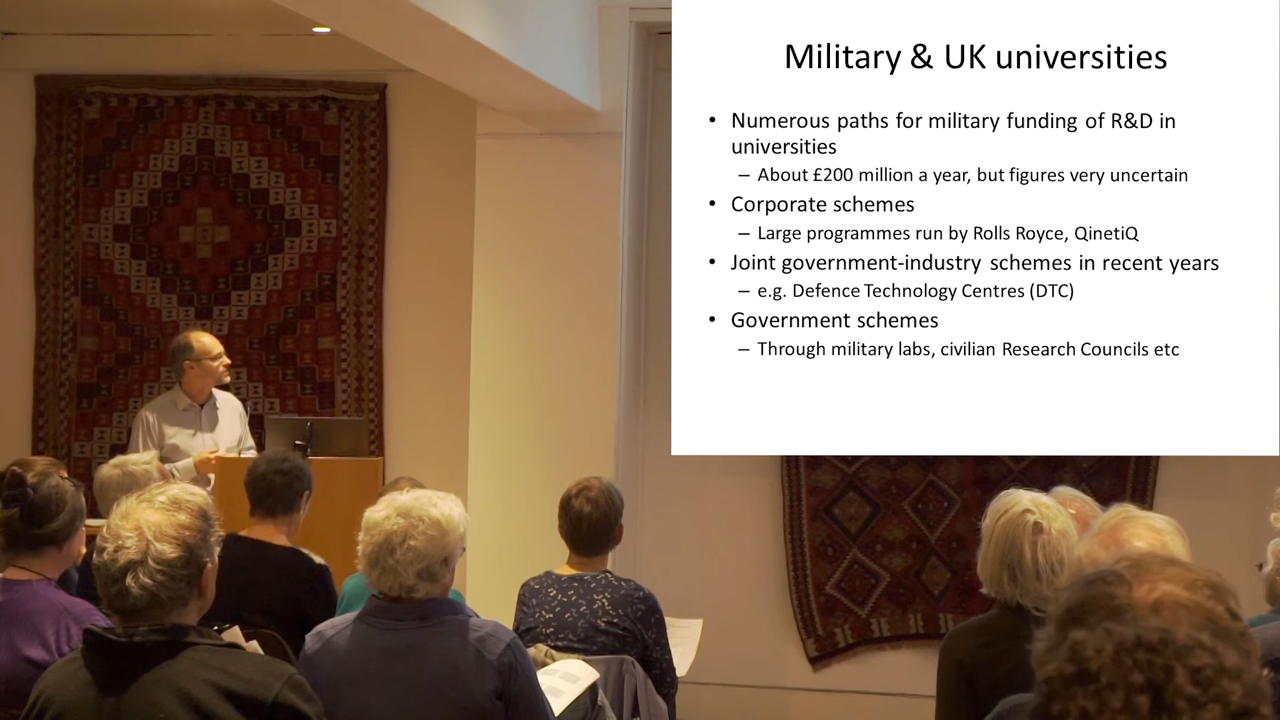 Military & UK universities
• Numerous paths for military funding of R&D in
universities
– About £200 million a year, but figures very uncertain
• Corporate schemes
– Large programmes run by Rolls Royce, QinetiQ
• Joint government-industry schemes in recent years
– e.g. Defence Technology Centres (DTC)
• Government schemes
– Through military labs, civilian Research Councils etc